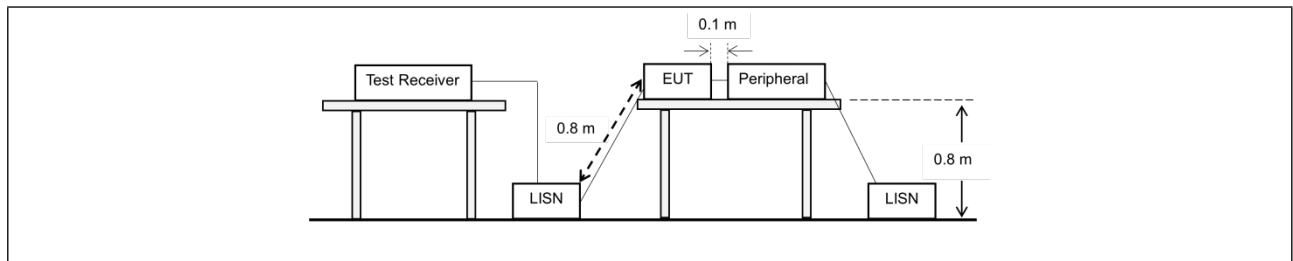 0.1 m
Test Receiver
EUT
Peripheral
0.8 m
0.8 m
LISN
LISN